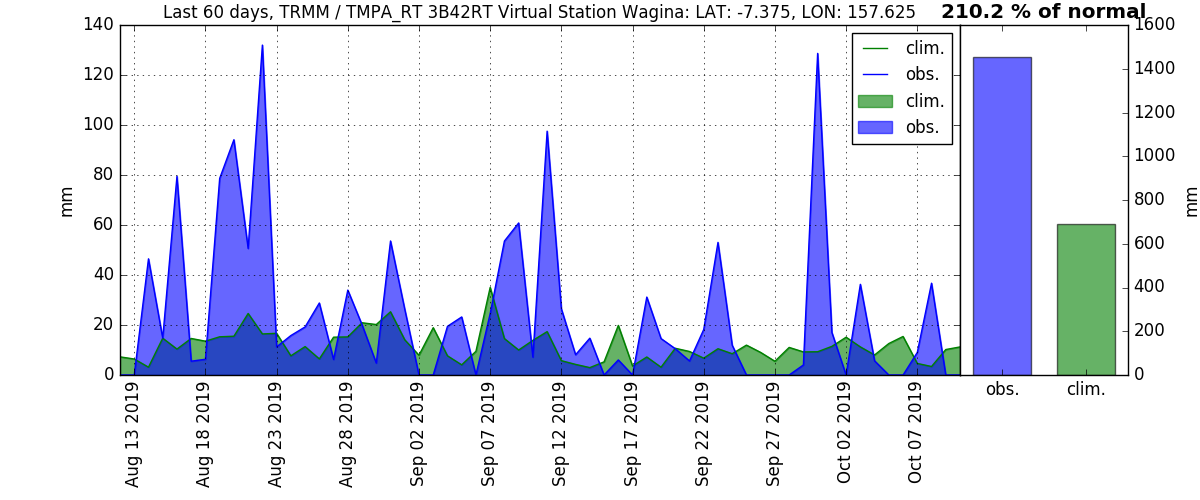 Last 60 days, TRMM / TMPA_RT 3B42RT Virtual Station Wagina: LAT: -7.375, LON: 157.625
210.2 % of normal
140
120
100
80
60
40
20
0
mm
clim.
obs.
clim.
obs.
1600
1400
1200
1000
800
600
400
200
0
mm
obs.
clim.
Aug 13 2019
Aug 18 2019
Aug 23 2019
Aug 28 2019
Sep 02 2019
Sep 07 2019
Sep 12 2019
Sep 17 2019
Sep 22 2019
Sep 27 2019
Oct 02 2019
Oct 07 2019